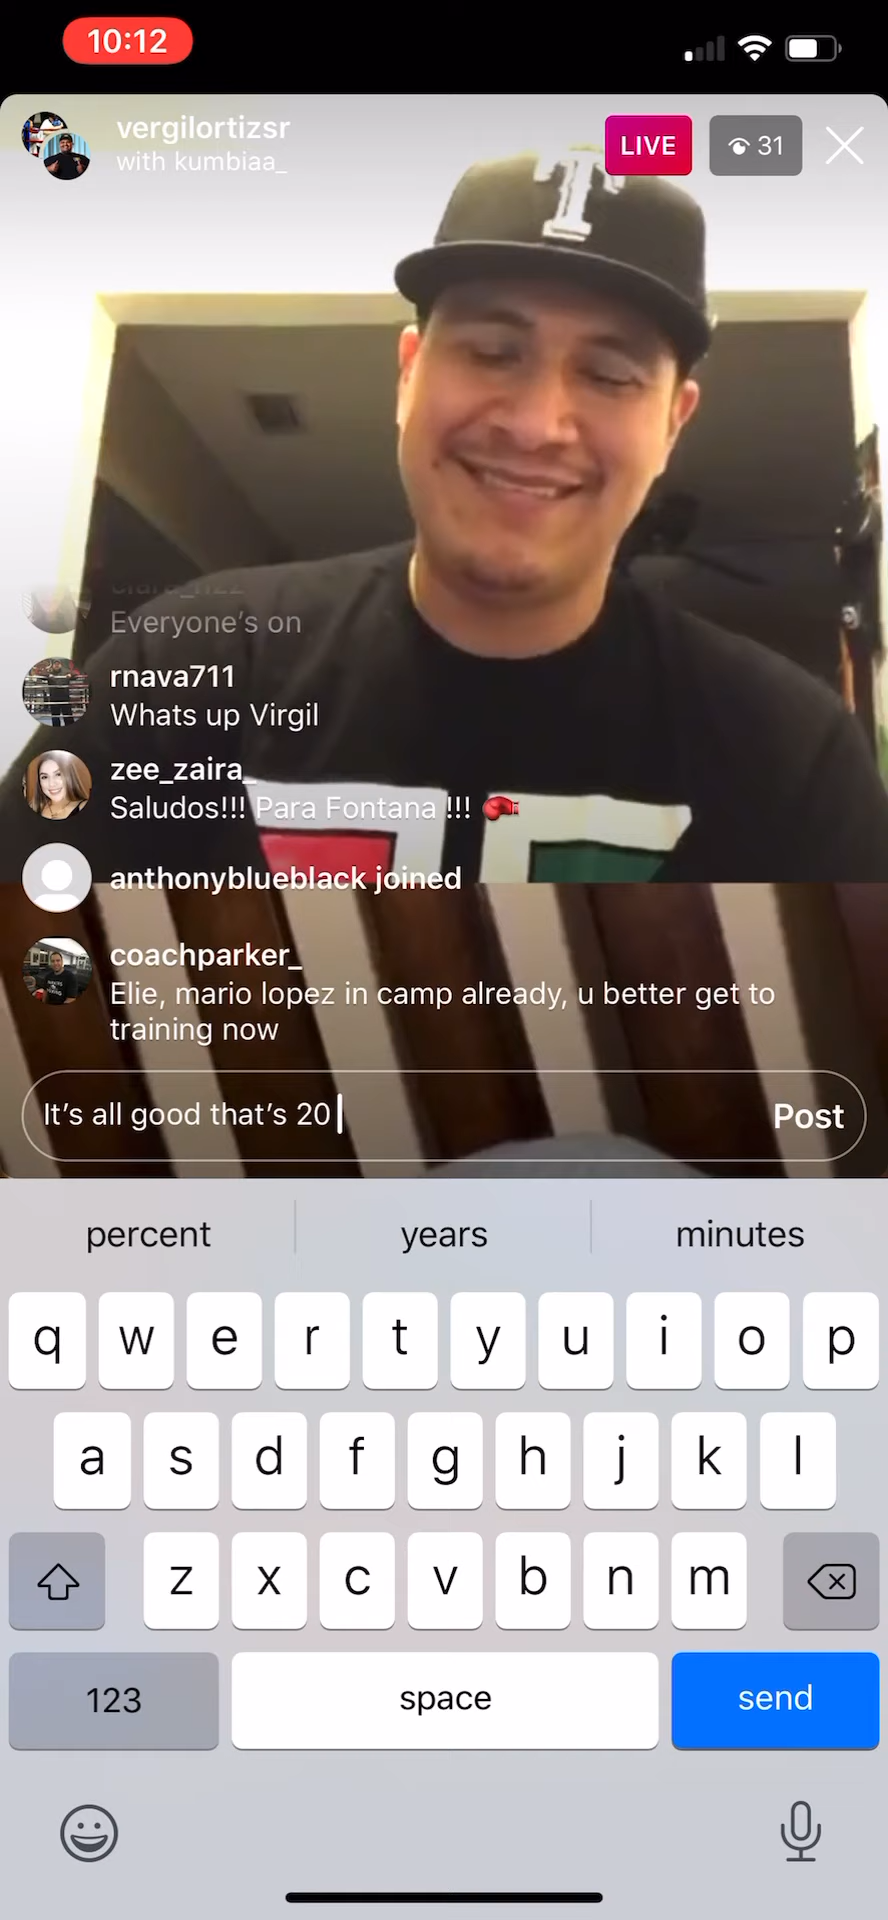 10:12
vergilortizsr
with kumbiaa_
LIVE
31
T
Everyone's on
rnava711
Whats up Virgil
zee_zaira_
Saludos!!! Para Fontana !!!
anthonyblueblack joined
coachparker_
Elie, mario lopez in camp already, u better get to
training now
It's all good that's 20
Post
percent
years
minutes
q w e r t y u i o p
a s d f g h j k l
z x c v b n m
123
space
send